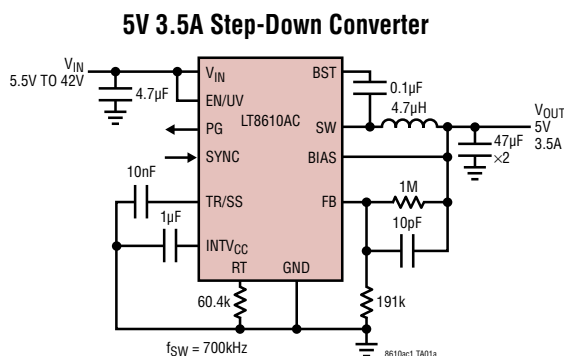 5V 3.5A Step-Down Converter
VIN
5.5V TO 42V
4.7µF
VIN
EN/UV
PG
SYNC
TR/SS
INTVCC
RT
GND
LT8610AC
BST
SW
BIAS
FB
0.1µF
4.7µH
VOUT
5V
3.5A
47µF
×2
10nF
1µF
1M
10pF
60.4k
191k
fSW = 700kHz
8610ac1 TA01a